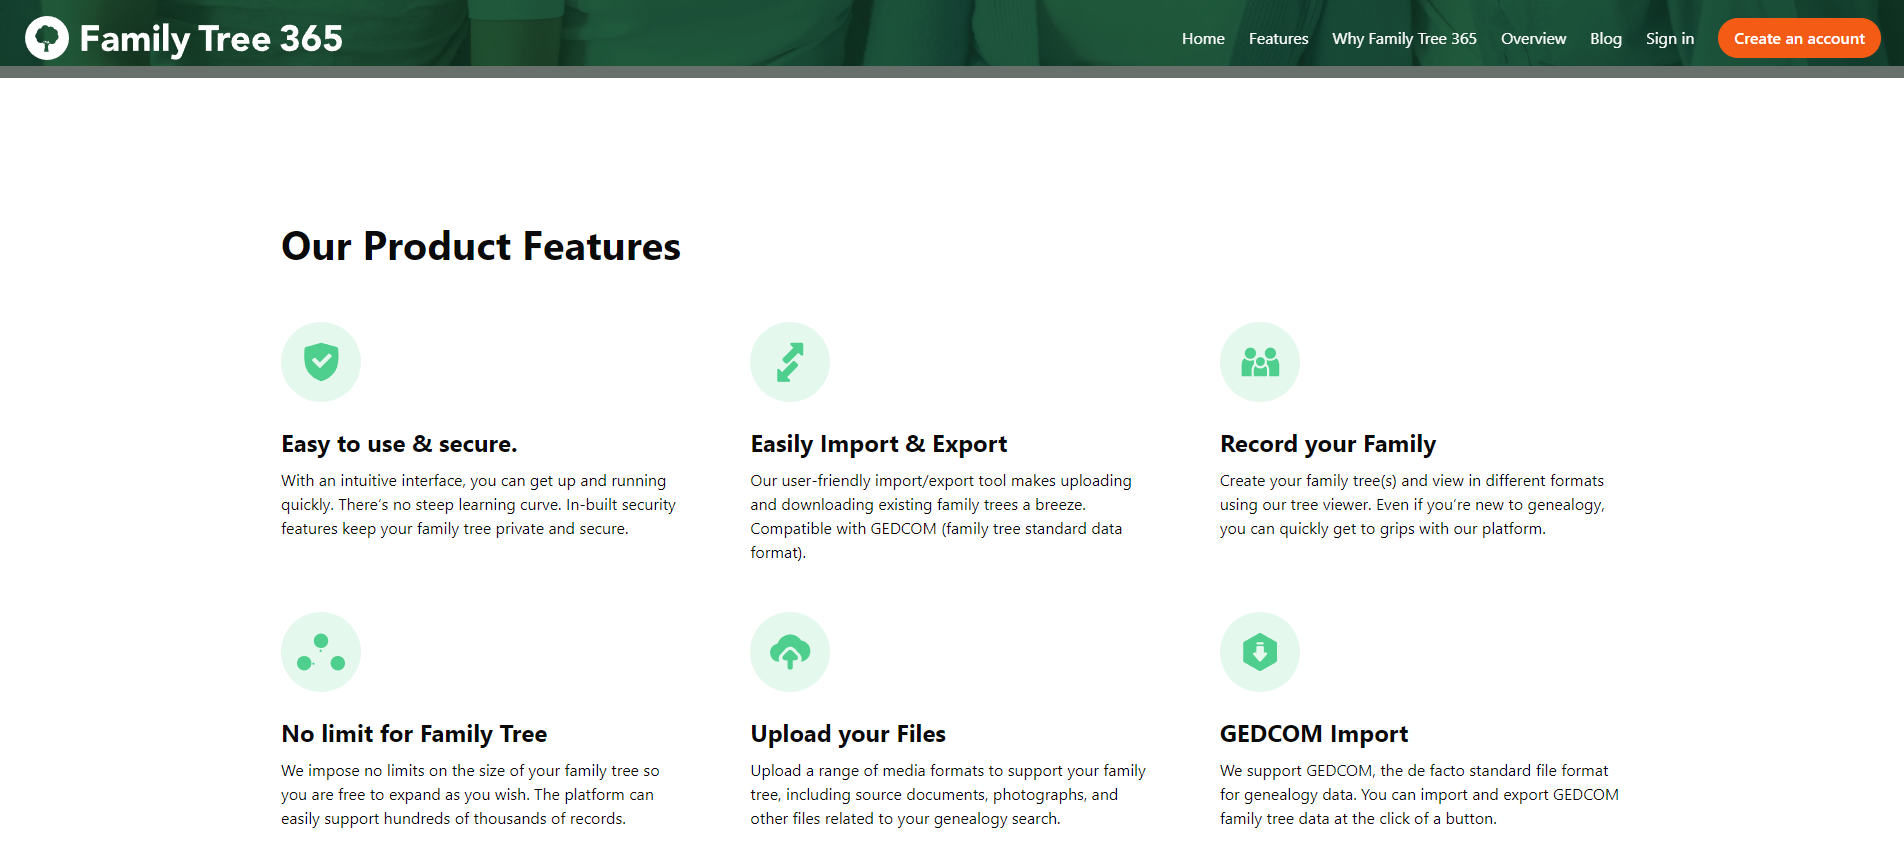 Family Tree 365
Home Features Why Family Tree 365 Overview Blog Sign in Create an account
Our Product Features
Easy to use & secure.
With an intuitive interface, you can get up and running
quickly. There’s no steep learning curve. In-built security
features keep your family tree private and secure.
Easily Import & Export
Our user-friendly import/export tool makes uploading
and downloading existing family trees a breeze.
Compatible with GEDCOM (family tree standard data
format).
Record your Family
Create your family tree(s) and view in different formats
using our tree viewer. Even if you’re new to genealogy,
you can quickly get to grips with our platform.
No limit for Family Tree
We impose no limits on the size of your family tree so
you are free to expand as you wish. The platform can
easily support hundreds of thousands of records.
Upload your Files
Upload a range of media formats to support your family
tree, including source documents, photographs, and
other files related to your genealogy search.
GEDCOM Import
We support GEDCOM, the de facto standard file format
for genealogy data. You can import and export GEDCOM
family tree data at the click of a button.